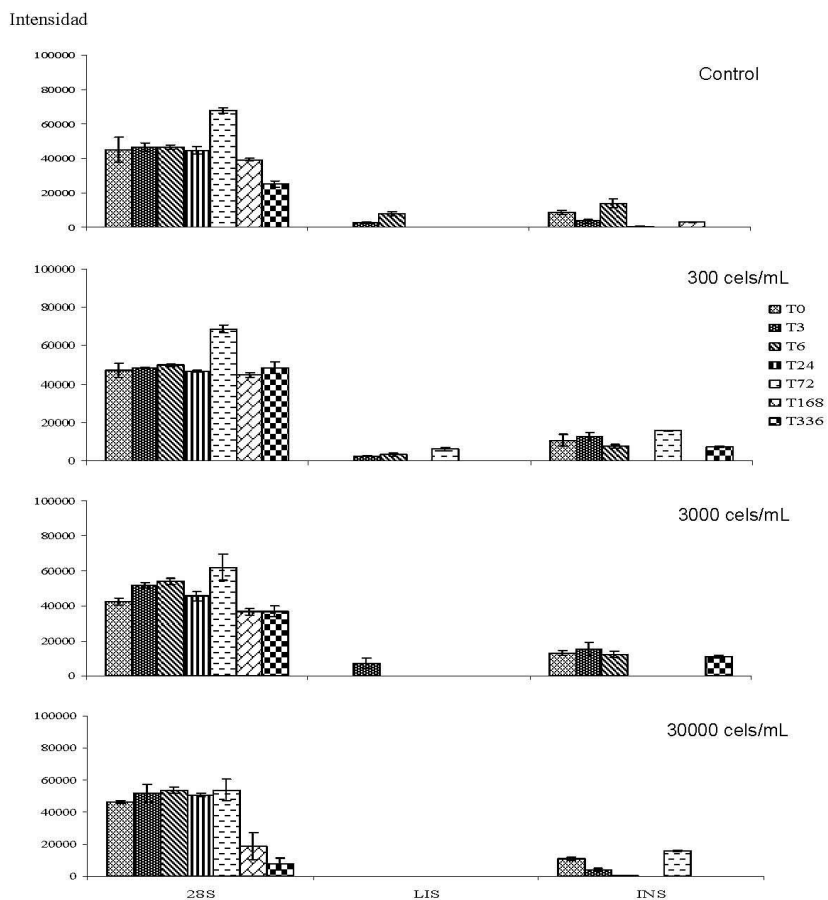 Intensidad
100000
80000
60000
40000
20000
0
Control
100000
80000
60000
40000
20000
0
300 cels/mL
T0
T3
T6
T24
T72
T168
T336
100000
80000
60000
40000
20000
0
3000 cels/mL
100000
80000
60000
40000
20000
0
30000 cels/mL
28S LIS INS